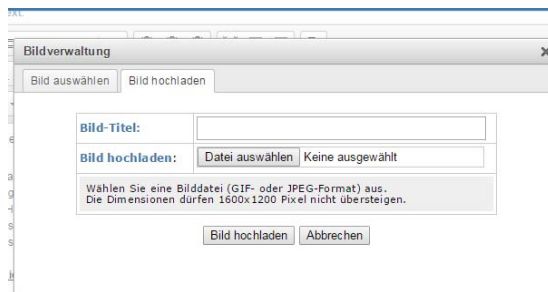 ext.
Bildverwaltung
Bild auswählen
Bild hochladen
Bild-Titel:
Bild hochladen:
Datei auswählen Keine ausgewählt
Wählen Sie eine Bilddatei (GIF- oder JPEG-Format) aus.
Die Dimensionen dürfen 1600x1200 Pixel nicht übersteigen.
Bild hochladen
Abbrechen